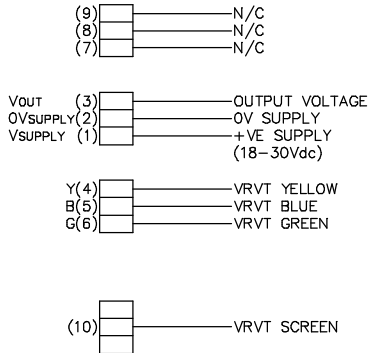 (9) N/C
(8) N/C
(7) N/C
VOUT (3) OUTPUT VOLTAGE
0VSUPPLY(2) 0V SUPPLY
VSUPPLY (1) +VE SUPPLY
(18-30Vdc)
Y(4) VRVT YELLOW
B(5) VRVT BLUE
G(6) VRVT GREEN
(10) VRVT SCREEN